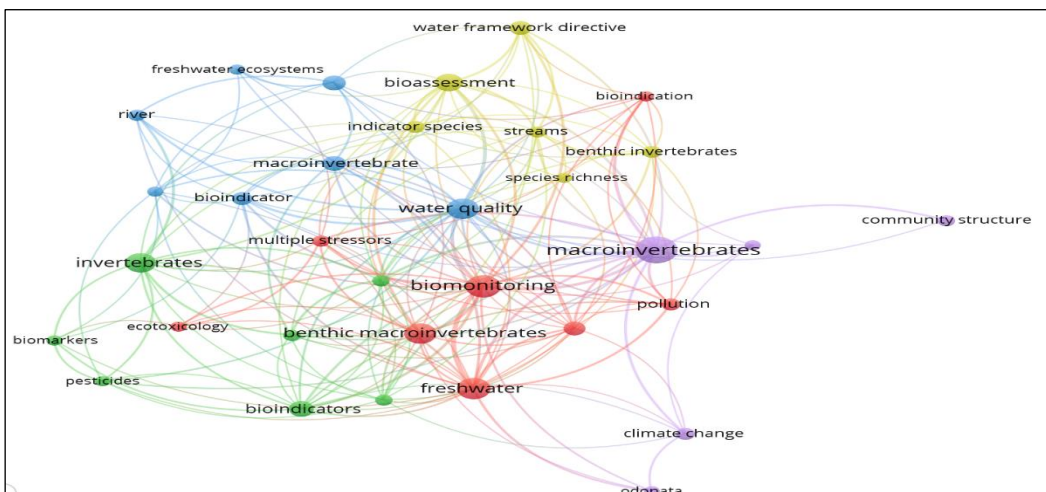 water framework directive
freshwater ecosystems
bioassessment
bioindication
river
indicator species
streams
benthic invertebrates
macroinvertebrate
species richness
bioindicator
water quality
community structure
multiple stressors
macroinvertebrates
invertebrates
biomonitoring
pollution
ecotoxicology
benthic macroinvertebrates
biomarkers
pesticides
freshwater
bioindicators
climate change
odonata